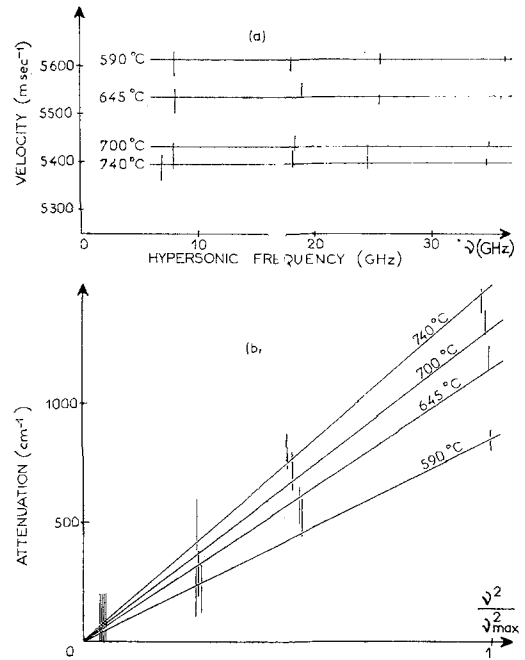 (a)
VELOCITY (m sec⁻¹)
5600
5500
5400
5300
590 °C
645 °C
700 °C
740 °C
0
10
20
30
ν(GHz)
HYPERSONIC FREQUENCY (GHz)
(b,
ATTENUATION (cm⁻¹)
1000
500
0
740°C
700 °C
645 °C
590 °C
ν²
ν²max
1